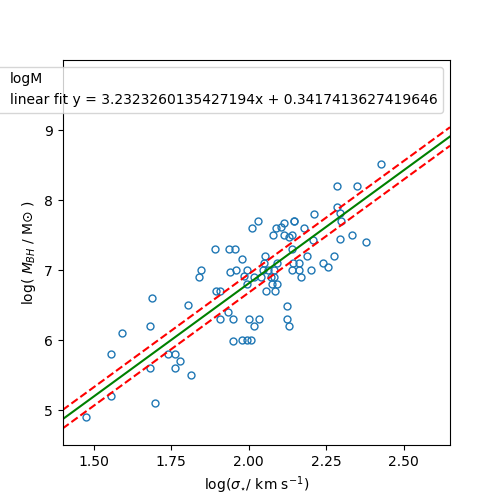 logM
linear fit y = 3.2323260135427194x + 0.3417413627419646
9
8
7
6
5
log( M_BH / M⊙ )
1.50 1.75 2.00 2.25 2.50
log(σ⋆/ km s⁻¹)